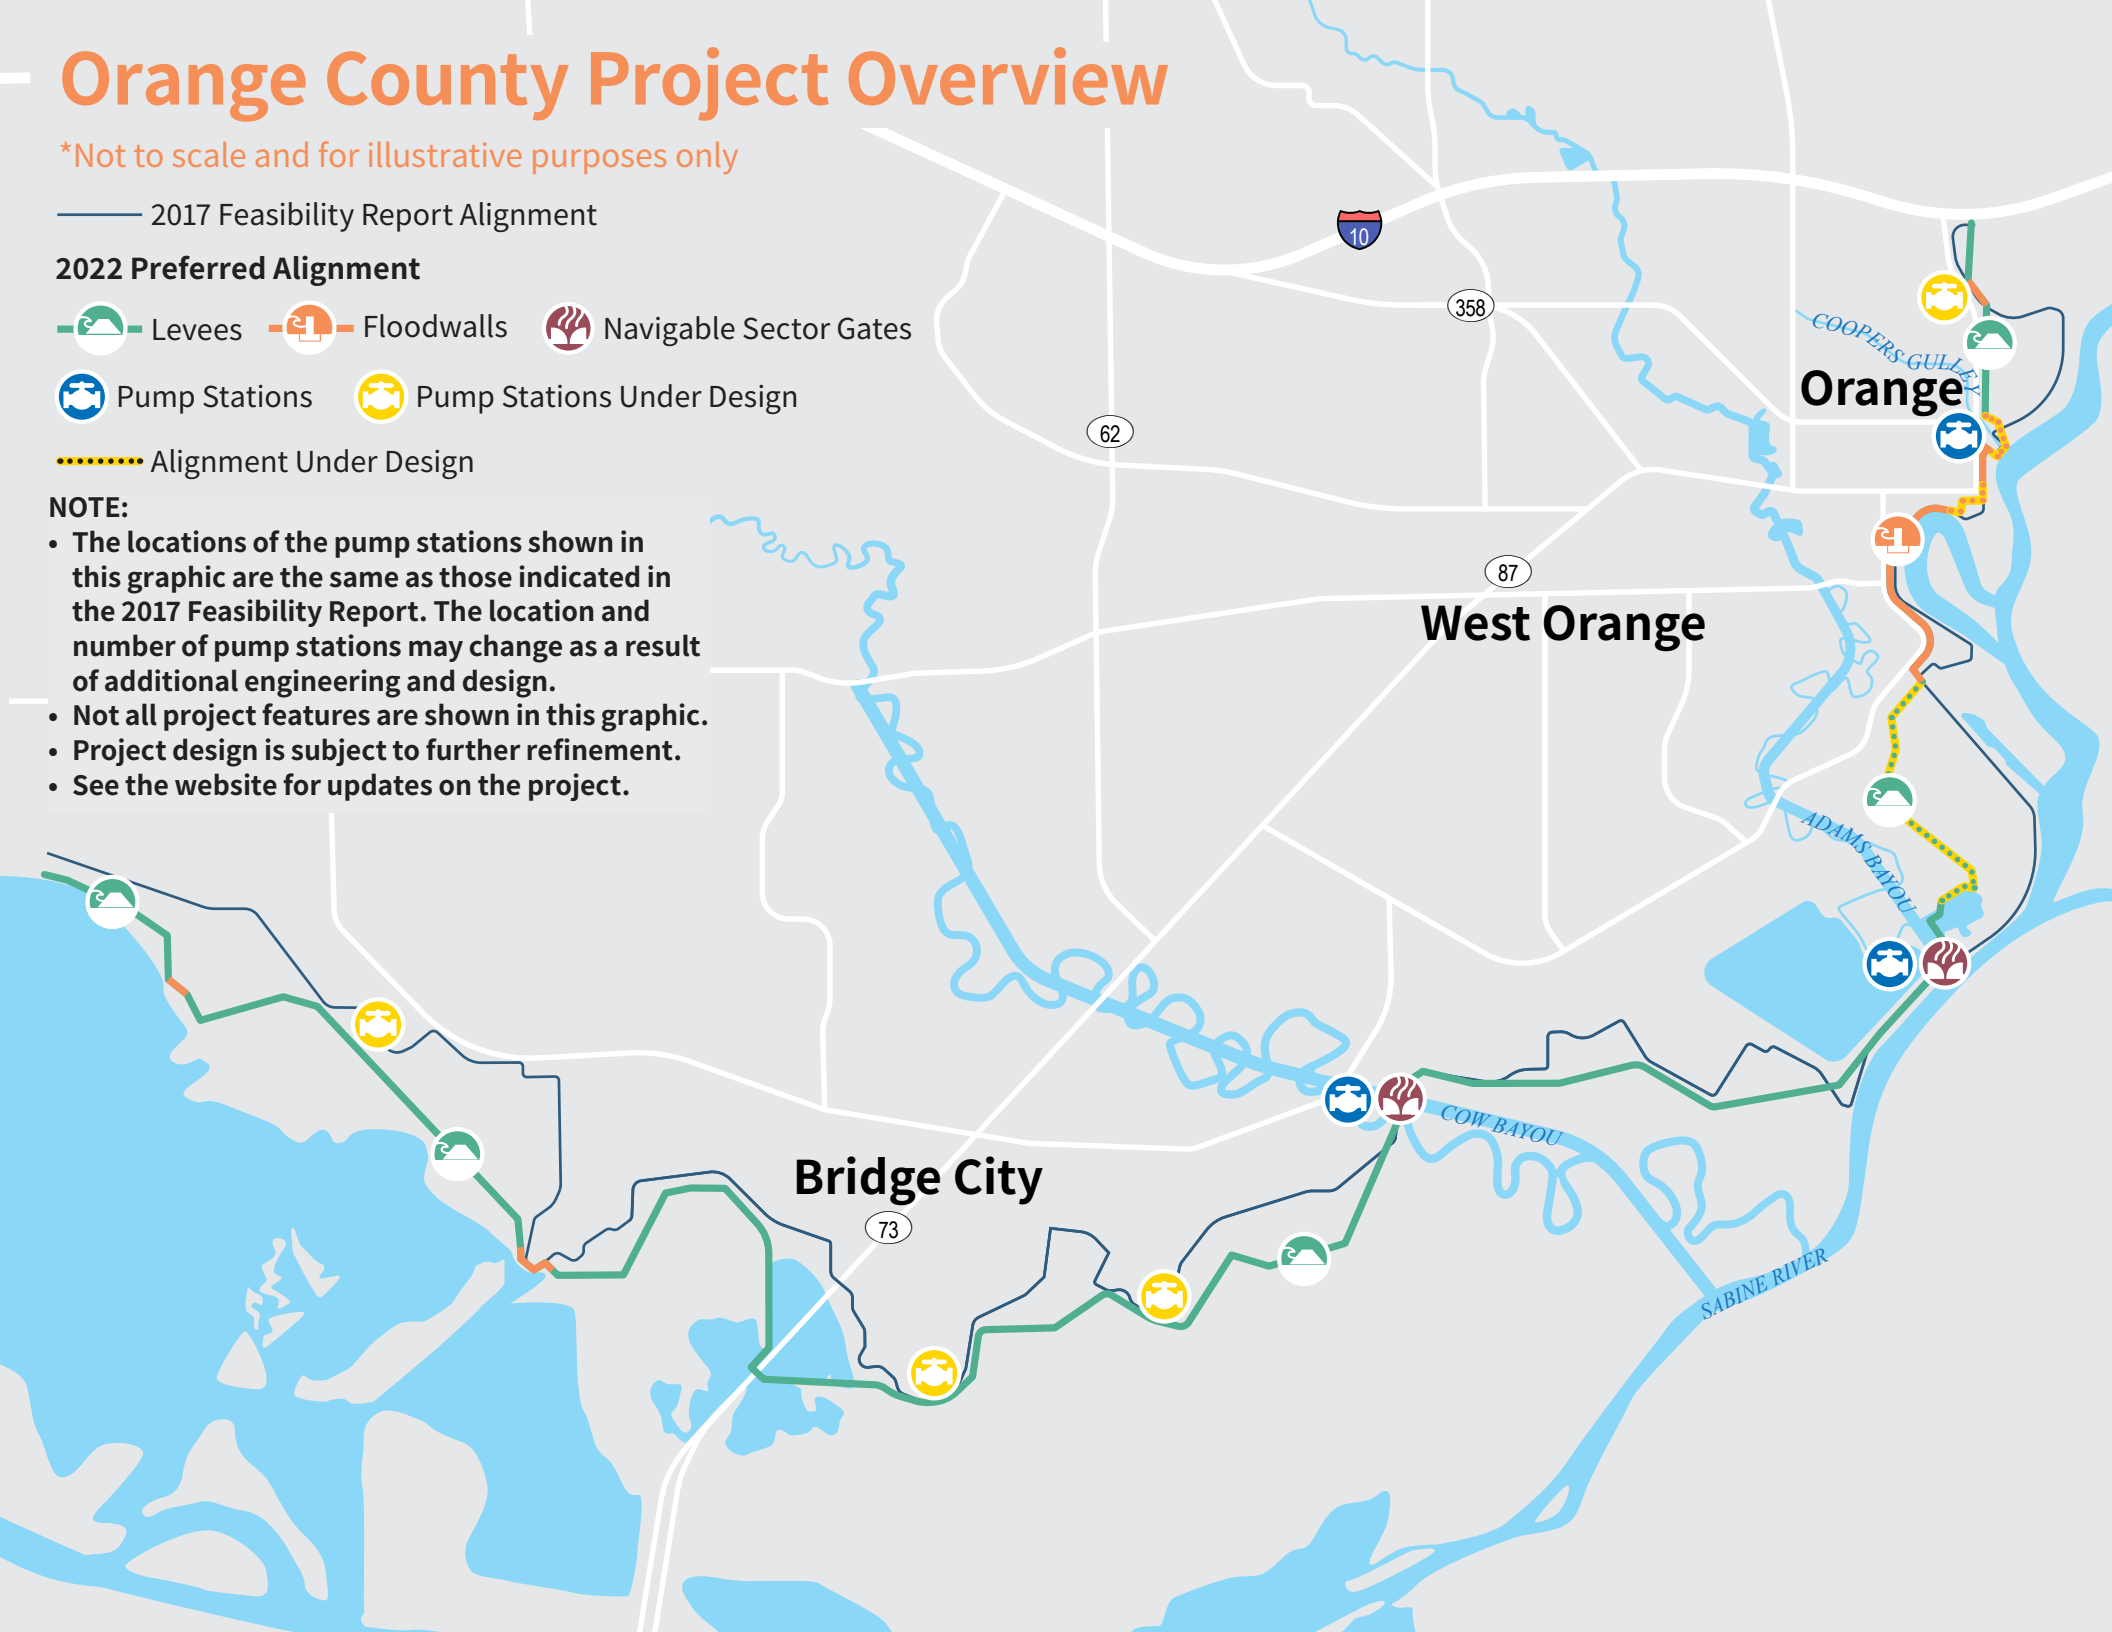 Orange County Project Overview
*Not to scale and for illustrative purposes only
2017 Feasibility Report Alignment
2022 Preferred Alignment
Levees
Floodwalls
Navigable Sector Gates
Pump Stations
Pump Stations Under Design
Alignment Under Design
NOTE:
• The locations of the pump stations shown in
this graphic are the same as those indicated in
the 2017 Feasibility Report. The location and
number of pump stations may change as a result
of additional engineering and design.
• Not all project features are shown in this graphic.
• Project design is subject to further refinement.
• See the website for updates on the project.
10
358
COOPERS GULLEY
Orange
62
87
West Orange
ADAMS BAYOU
COW BAYOU
Bridge City
73
SABINE RIVER